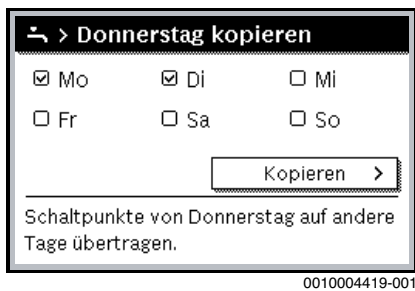 > Donnerstag kopieren
Mo Di Mi
Fr Sa So
Kopieren >
Schaltpunkte von Donnerstag auf andere
Tage übertragen.
0010004419-001